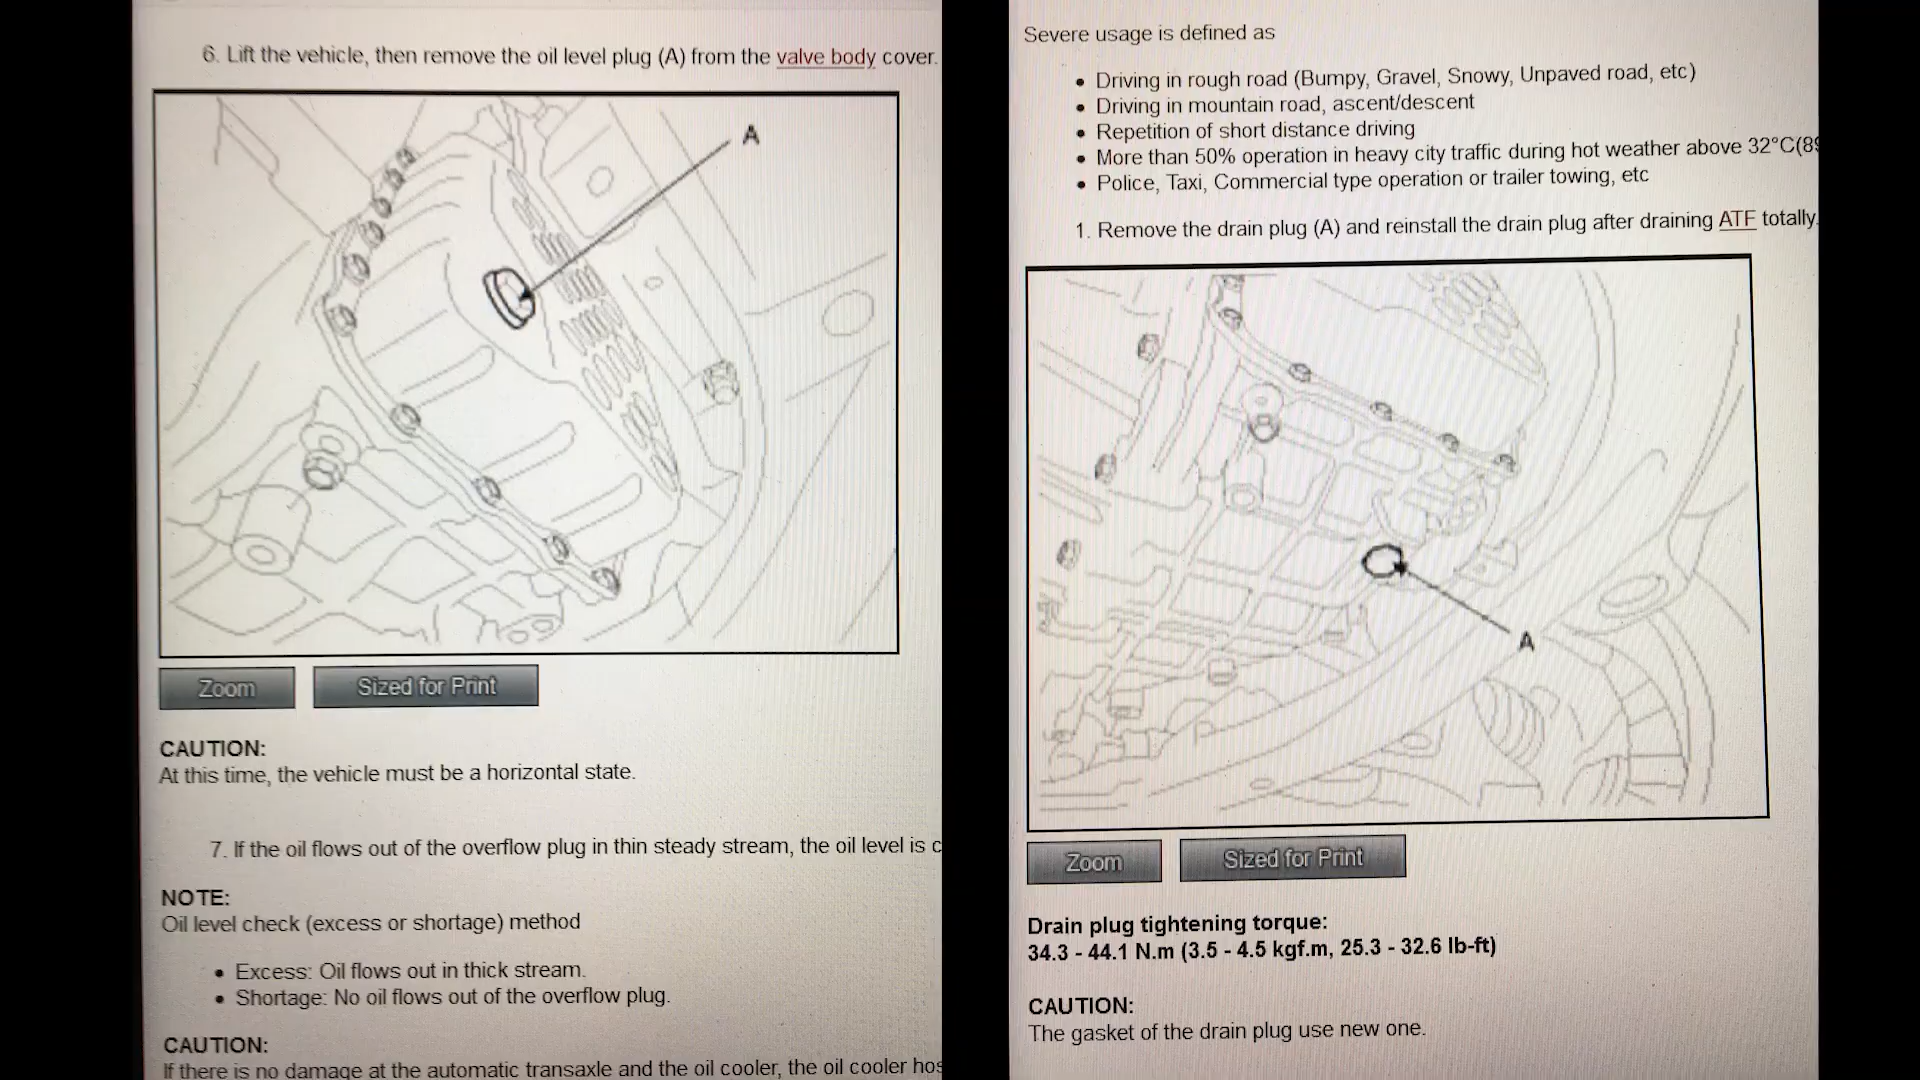 6. Lift the vehicle, then remove the oil level plug (A) from the valve body cover.
A
Zoom
Sized for Print
CAUTION:
At this time, the vehicle must be a horizontal state.
7. If the oil flows out of the overflow plug in thin steady stream, the oil level is c
NOTE:
Oil level check (excess or shortage) method
• Excess: Oil flows out in thick stream.
• Shortage: No oil flows out of the overflow plug.
CAUTION:
If there is no damage at the automatic transaxle and the oil cooler, the oil cooler hos
Severe usage is defined as
• Driving in rough road (Bumpy, Gravel, Snowy, Unpaved road, etc)
• Driving in mountain road, ascent/descent
• Repetition of short distance driving
• More than 50% operation in heavy city traffic during hot weather above 32°C(89
• Police, Taxi, Commercial type operation or trailer towing, etc
1. Remove the drain plug (A) and reinstall the drain plug after draining ATF totally.
A
Zoom
Sized for Print
Drain plug tightening torque:
34.3 - 44.1 N.m (3.5 - 4.5 kgf.m, 25.3 - 32.6 lb-ft)
CAUTION:
The gasket of the drain plug use new one.